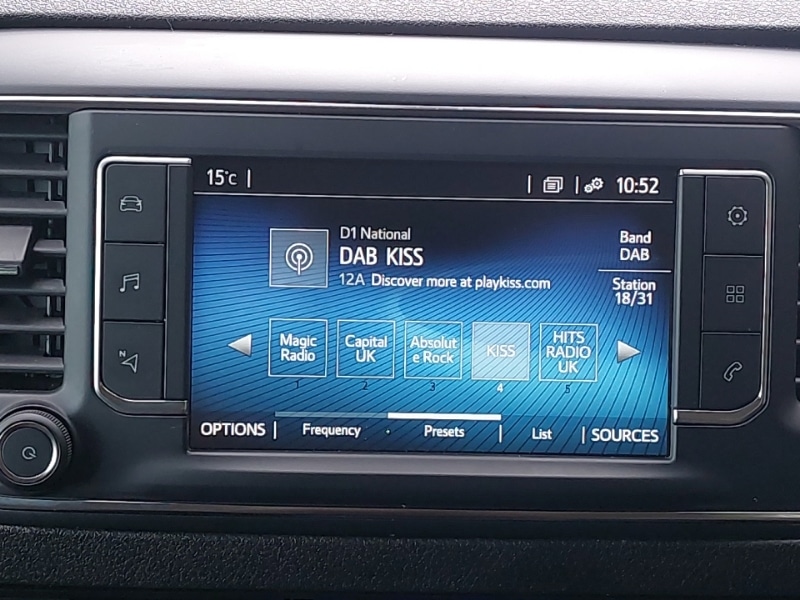 15°C
10:52
D1 National
DAB KISS
12A Discover more at playkiss.com
Band
DAB
Station
18/31
Magic
Radio
1
Capital
UK
2
Absolut
e Rock
3
KISS
4
HITS
RADIO
UK
5
OPTIONS
Frequency
Presets
List
SOURCES
N